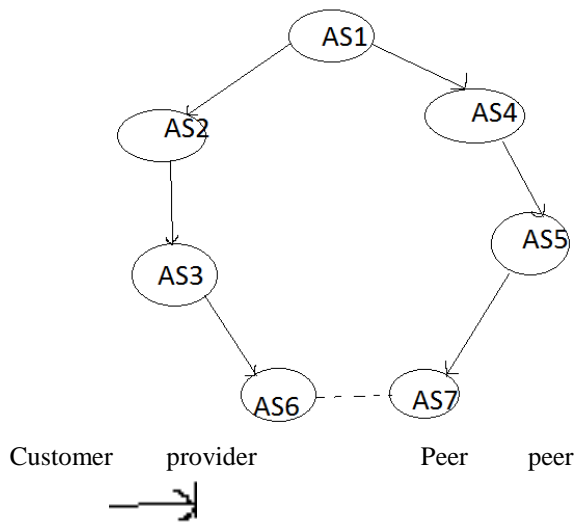 AS1
AS2
AS4
AS5
AS3
AS6
AS7
Customer provider Peer peer